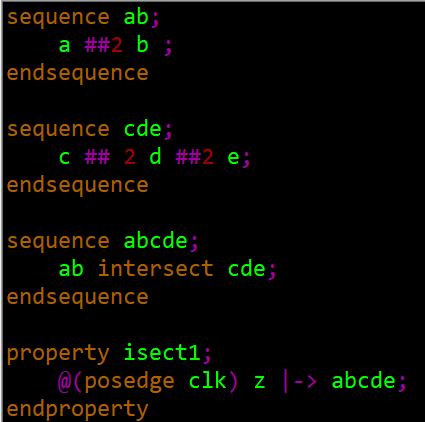 sequence ab;
a ##2 b ;
endsequence
sequence cde;
c ## 2 d ##2 e;
endsequence
sequence abcde;
ab intersect cde;
endsequence
property isect1;
@(posedge clk) z |-> abcde;
endproperty